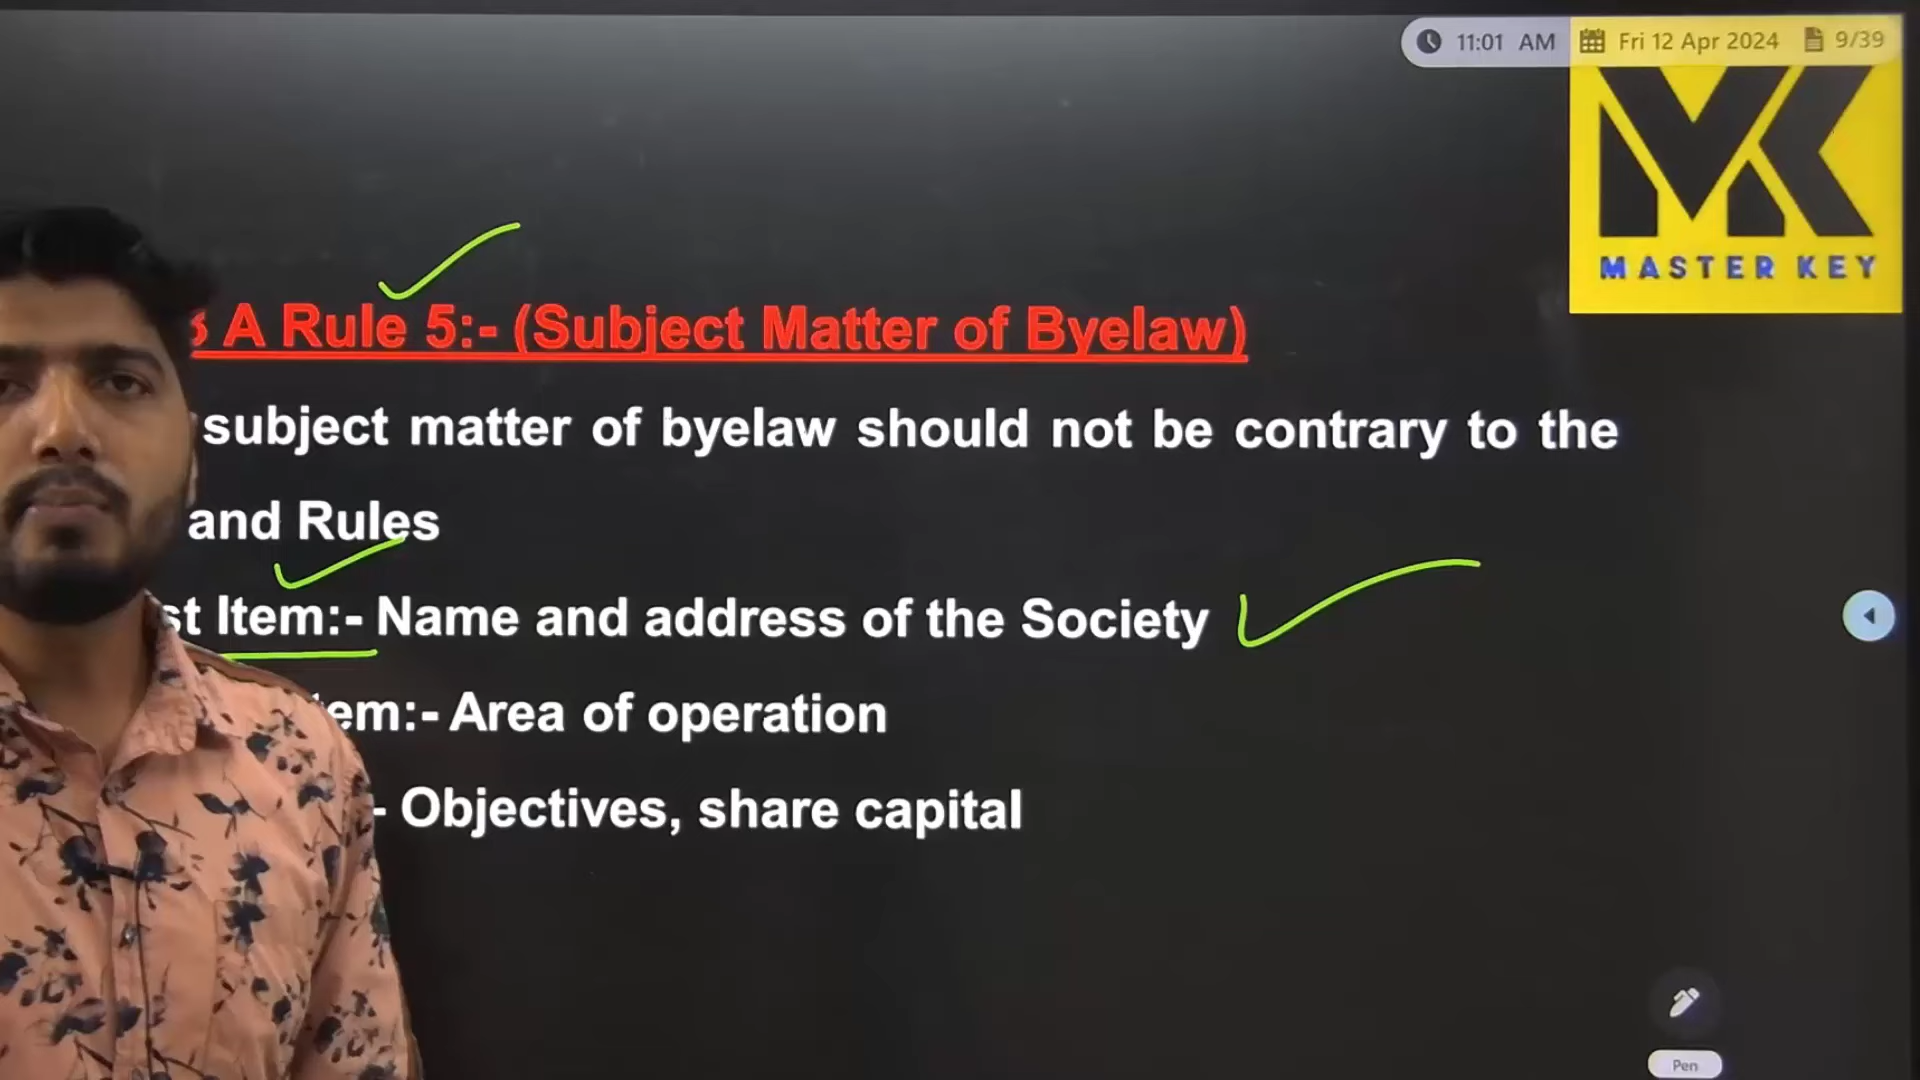 11:01 AM Fri 12 Apr 2024 9/39
MASTER KEY
A Rule 5:- (Subject Matter of Byelaw)
subject matter of byelaw should not be contrary to the
and Rules
st Item:- Name and address of the Society
em:- Area of operation
- Objectives, share capital
Pen